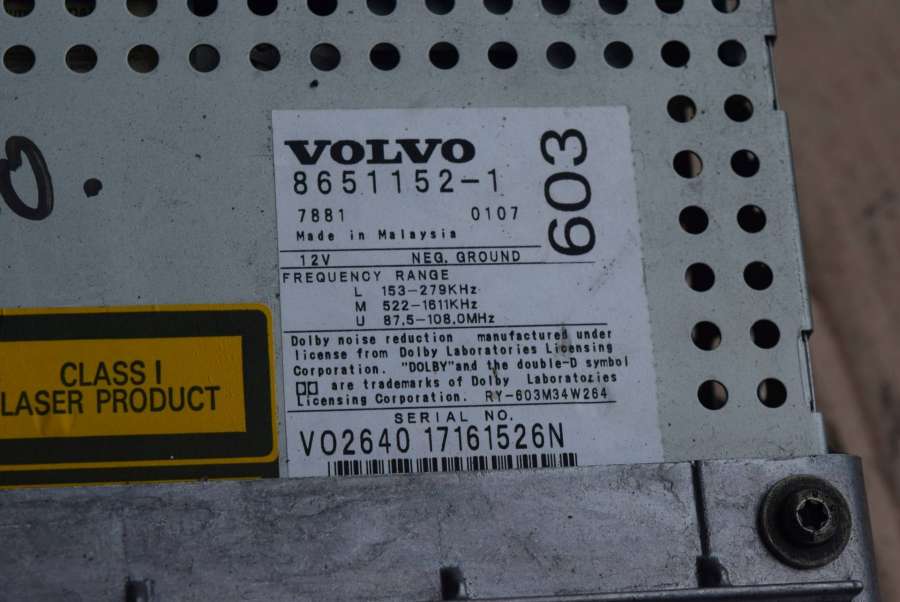 VOLVO
8651152-1
603
7881 0107
Made in Malaysia
12V NEG. GROUND
FREQUENCY RANGE
L 153-279KHz
M 522-1611KHz
U 87.5-108.0MHz
Dolby noise reduction manufactured under
license from Dolby Laboratories Licensing
Corporation. "DOLBY"and the double-D symbol
are trademarks of Dolby Laboratories
Licensing Corporation. RY-603M34W264
SERIAL NO.
V02640 17161526N
CLASS I
LASER PRODUCT